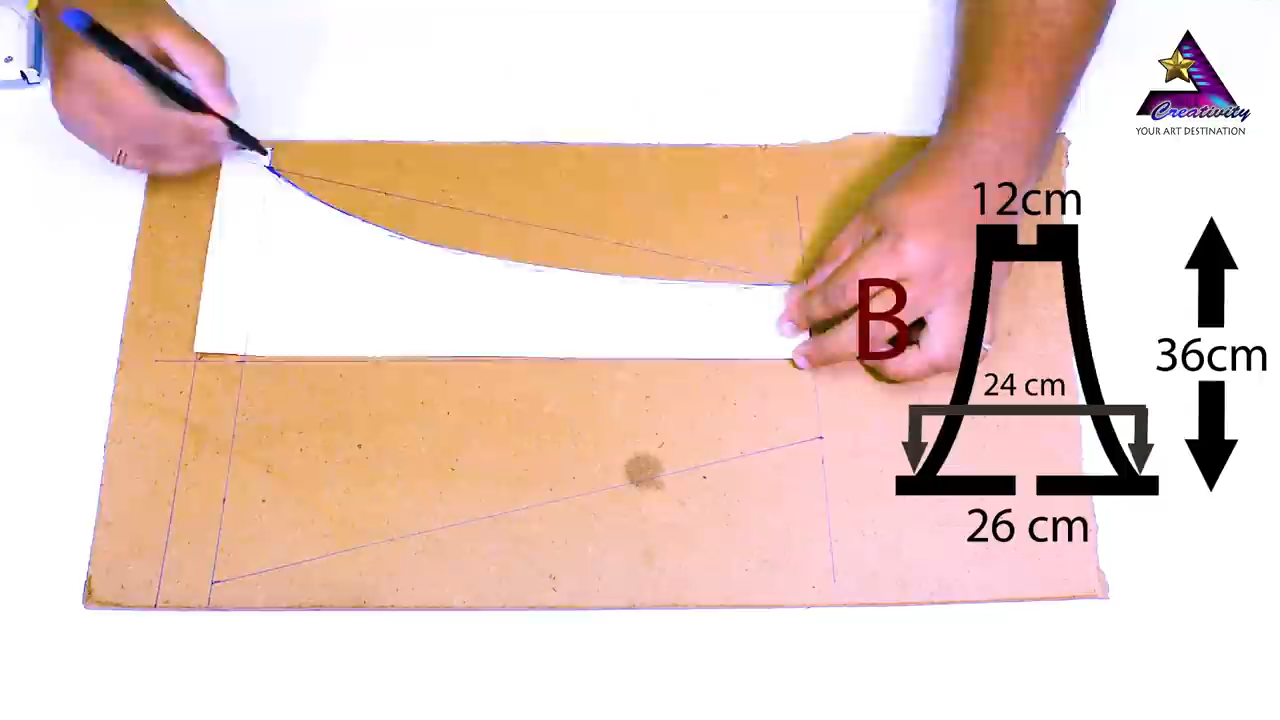 Creativity
YOUR ART DESTINATION
12cm
B
36cm
24 cm
26 cm